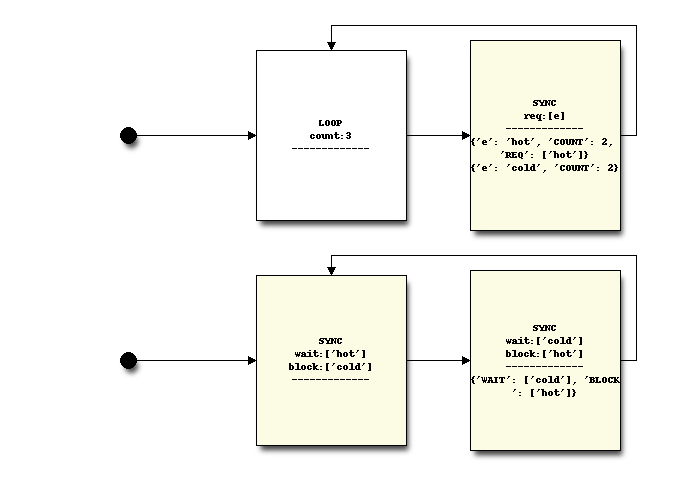 LOOP
count:3
-------------
SYNC
req:[e]
-------------
{'e': 'hot', 'COUNT': 2,
'REQ': ['hot']}
{'e': 'cold', 'COUNT': 2}
SYNC
wait:['hot']
block:['cold']
-------------
SYNC
wait:['cold']
block:['hot']
-------------
{'WAIT': ['cold'], 'BLOCK
': ['hot']}